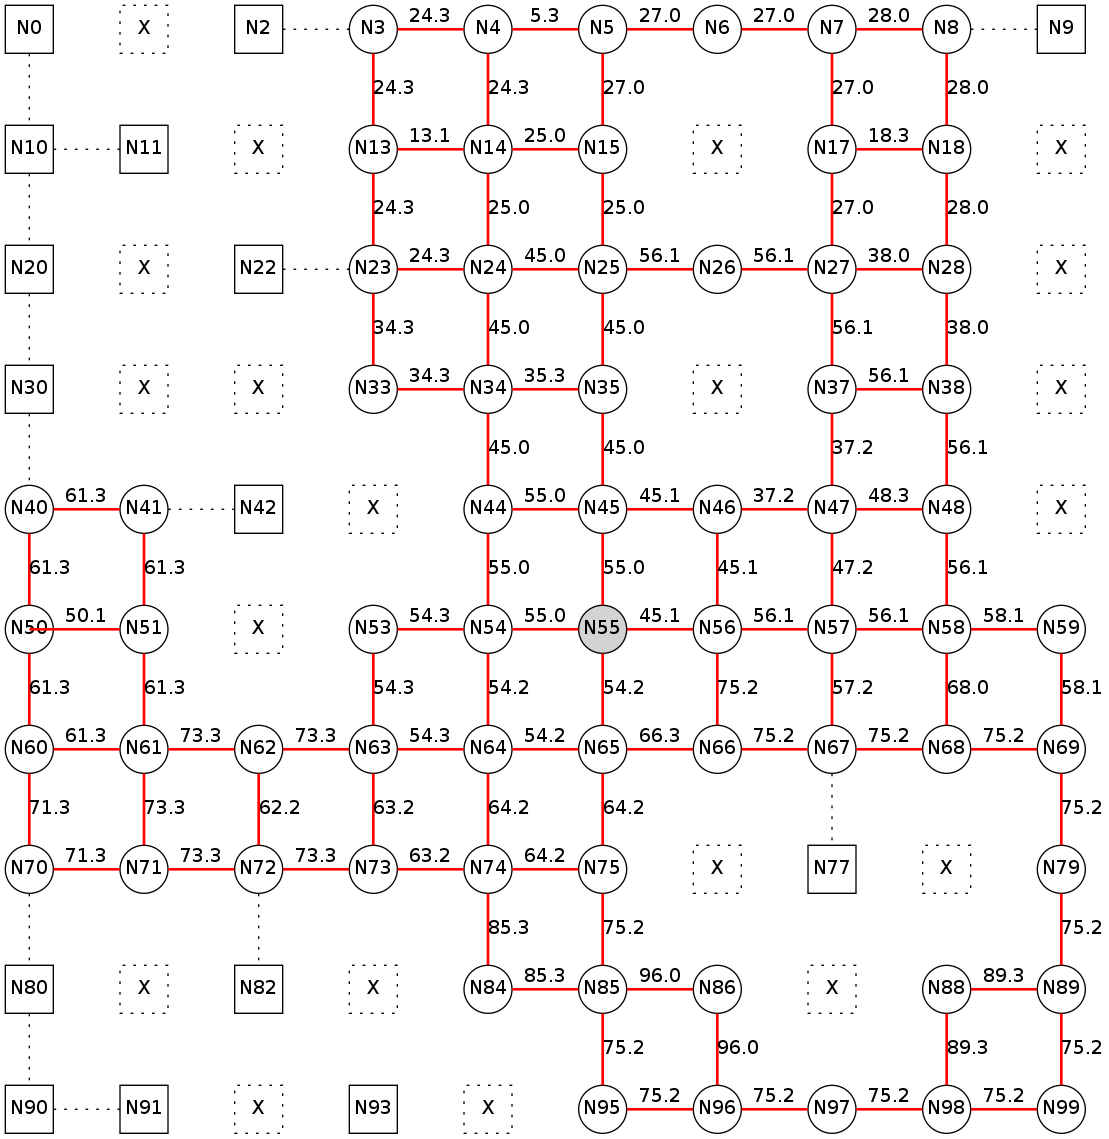 N0 X N2 N3 24.3 N4 5.3 N5 27.0 N6 27.0 N7 28.0 N8 N9
24.3 24.3 27.0 27.0 28.0
N10 N11 X N13 13.1 N14 25.0 N15 X N17 18.3 N18 X
24.3 25.0 25.0 27.0 28.0
N20 X N22 N23 24.3 N24 45.0 N25 56.1 N26 56.1 N27 38.0 N28 X
34.3 45.0 45.0 56.1 38.0
N30 X X N33 34.3 N34 35.3 N35 X N37 56.1 N38 X
45.0 45.0 37.2 56.1
N40 61.3 N41 N42 X N44 55.0 N45 45.1 N46 37.2 N47 48.3 N48 X
61.3 61.3 55.0 55.0 45.1 47.2 56.1
N50 50.1 N51 X N53 54.3 N54 55.0 N55 45.1 N56 56.1 N57 56.1 N58 58.1 N59
61.3 61.3 54.3 54.2 54.2 75.2 57.2 68.0 58.1
N60 61.3 N61 73.3 N62 73.3 N63 54.3 N64 54.2 N65 66.3 N66 75.2 N67 75.2 N68 75.2 N69
71.3 73.3 62.2 63.2 64.2 64.2 75.2
N70 71.3 N71 73.3 N72 73.3 N73 63.2 N74 64.2 N75 X N77 X N79
85.3 75.2 75.2
N80 X N82 X N84 85.3 N85 96.0 N86 X N88 89.3 N89
75.2 96.0 89.3 75.2
N90 N91 X N93 X N95 75.2 N96 75.2 N97 75.2 N98 75.2 N99